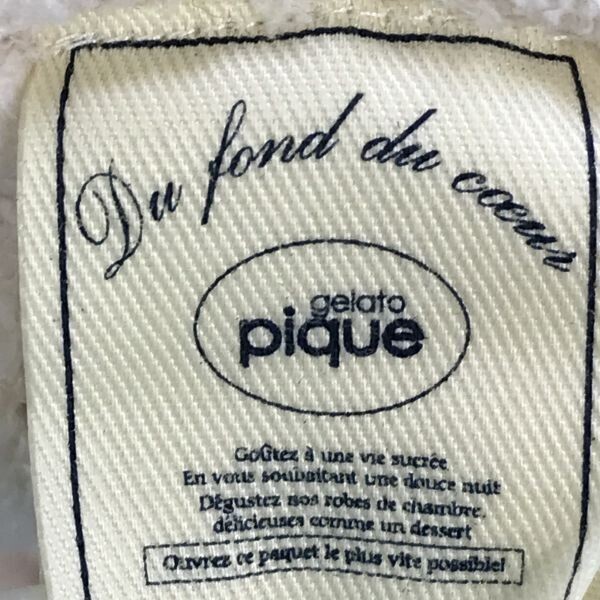 Du fond du cœur
gelato
pique
Goûtez à une vie sucrée
En vous souhaitant une douce nuit
Dégustez nos robes de chambre,
délicieuses comme un dessert
Ouvrez ce paquet le plus vite possible!